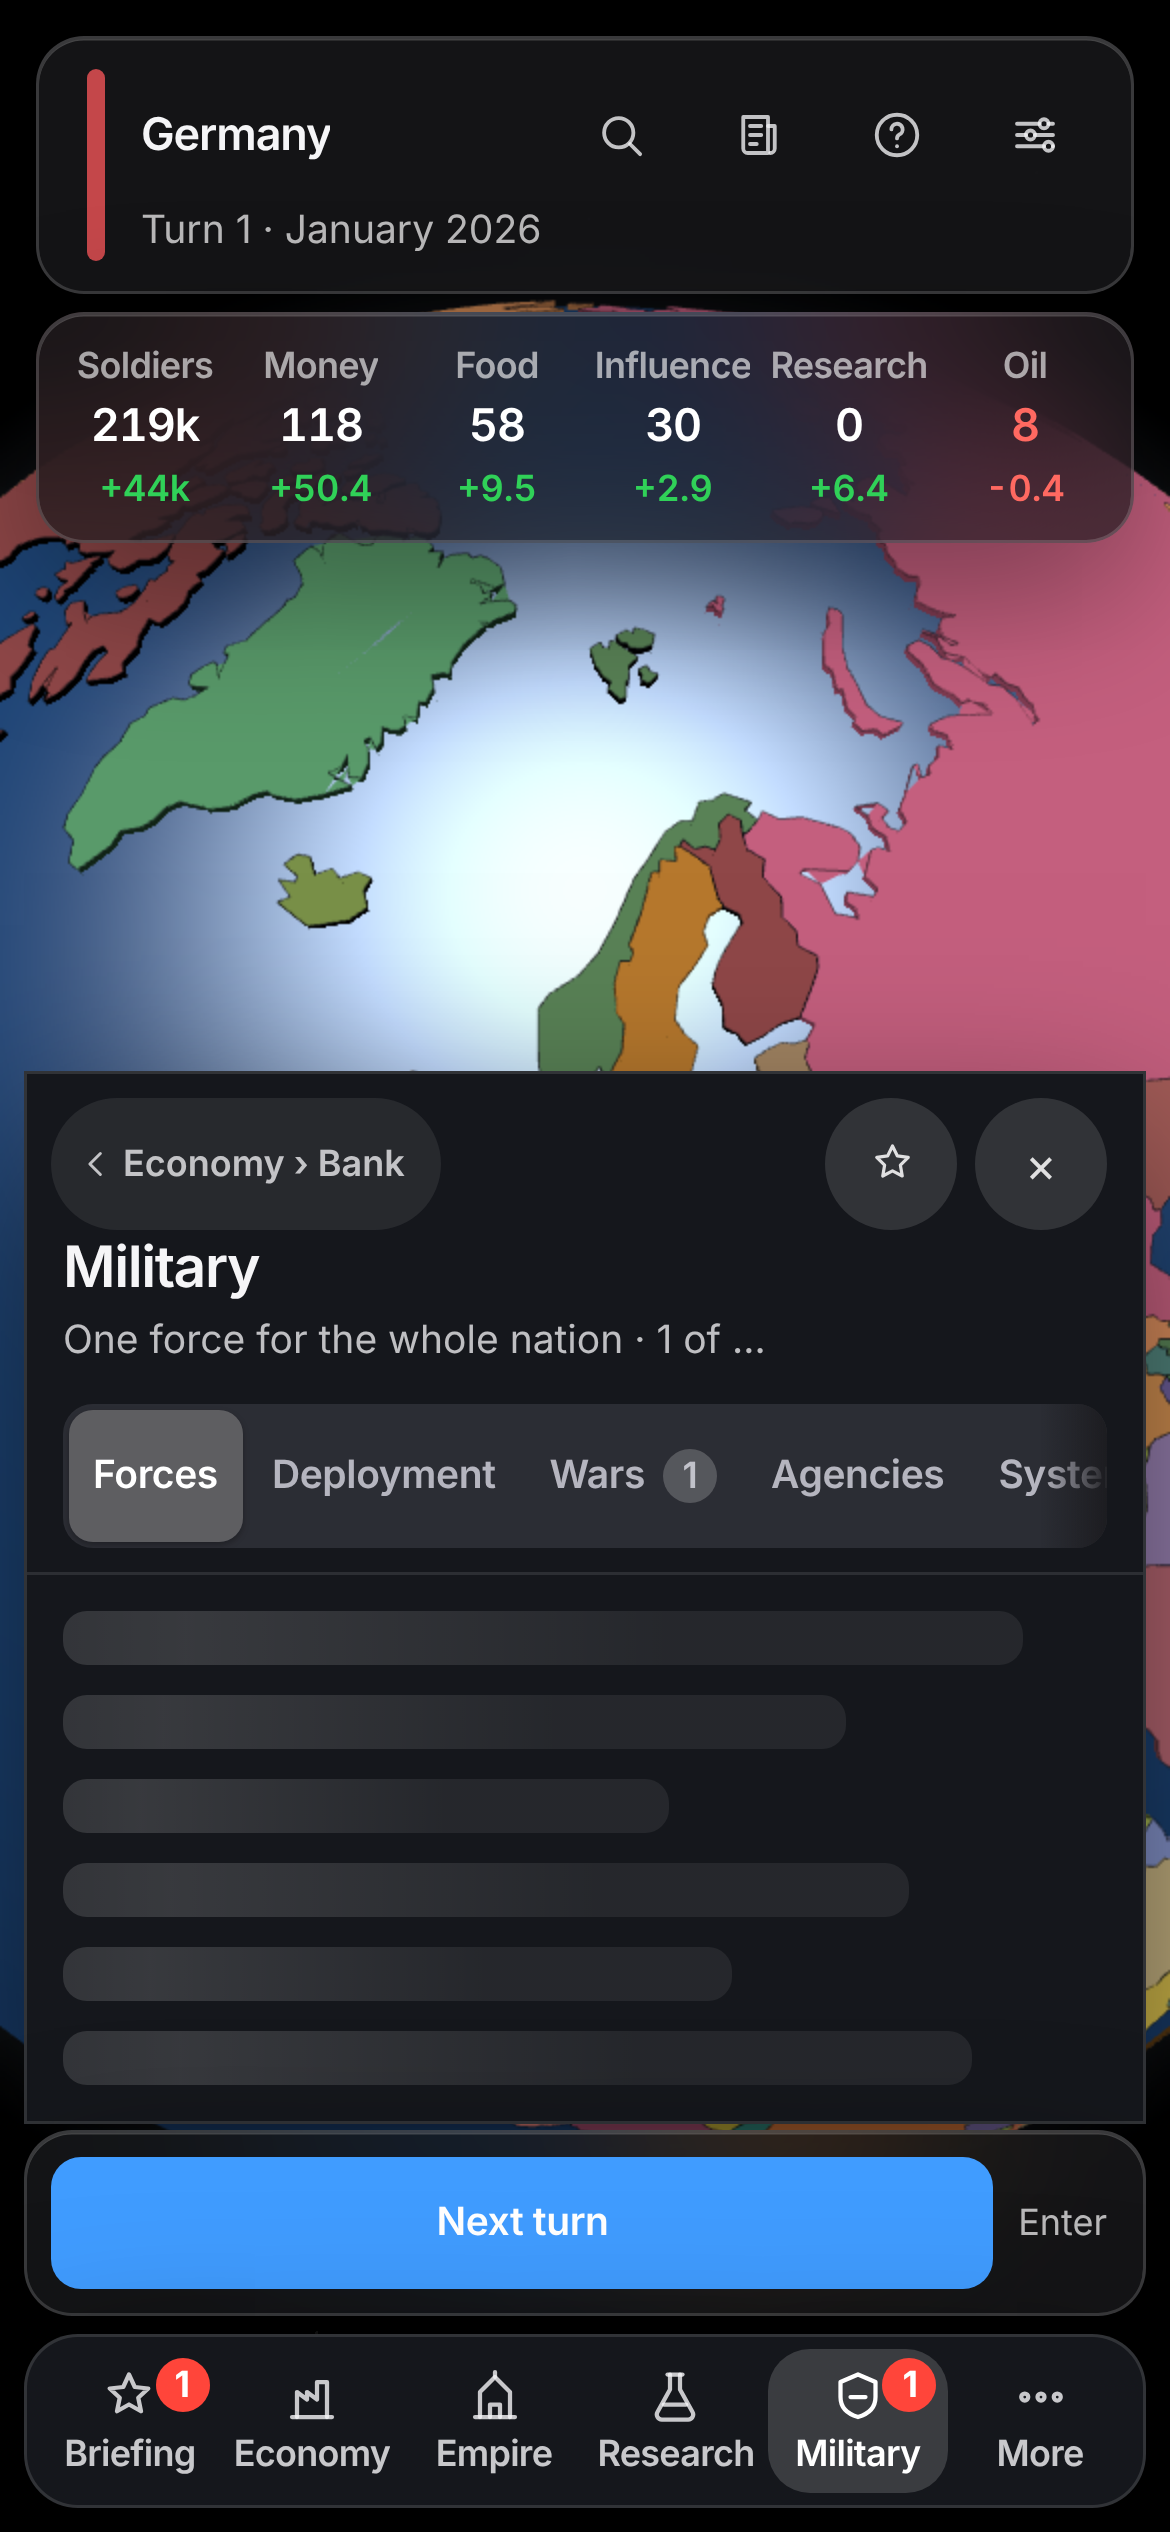 Germany
Turn 1 · January 2026
Soldiers Money Food Influence Research Oil
219k 118 58 30 0 8
+44k +50.4 +9.5 +2.9 +6.4 -0.4
Economy › Bank
Military
One force for the whole nation · 1 of ...
Forces Deployment Wars 1 Agencies Syste
Next turn Enter
1 1
Briefing Economy Empire Research Military More